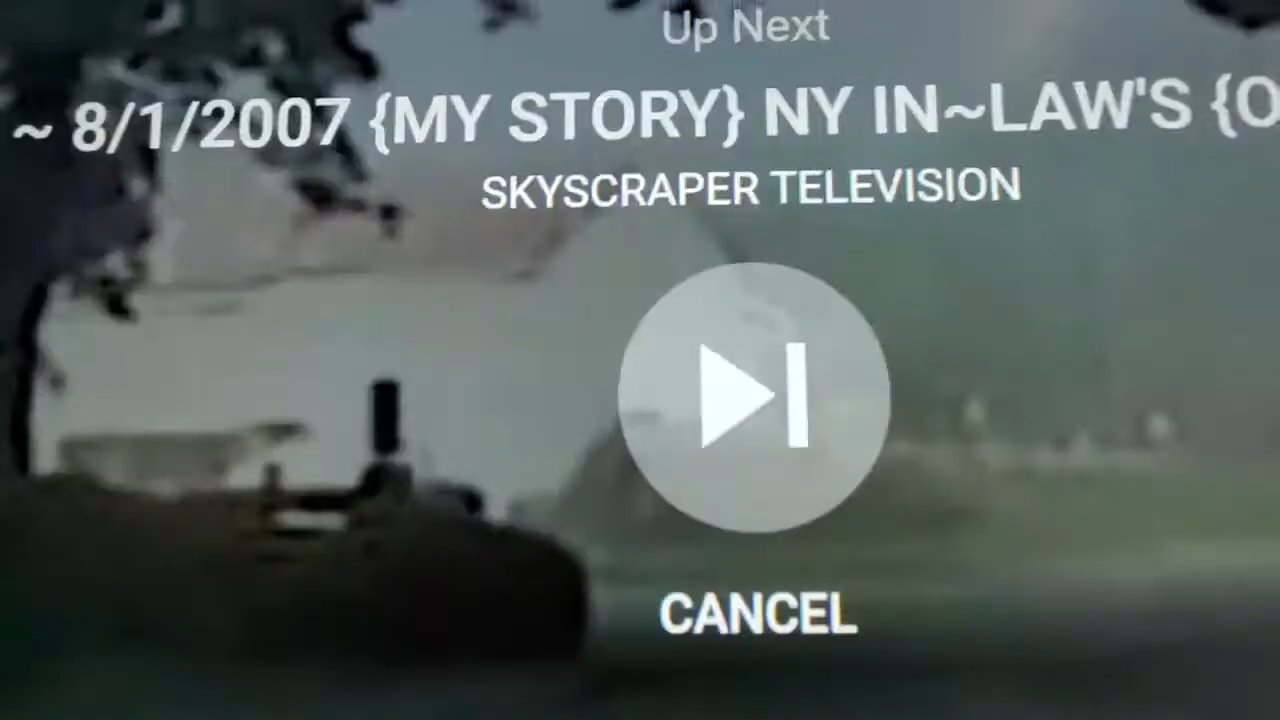 Up Next
~ 8/1/2007 {MY STORY} NY IN~LAW'S {O
SKYSCRAPER TELEVISION
CANCEL